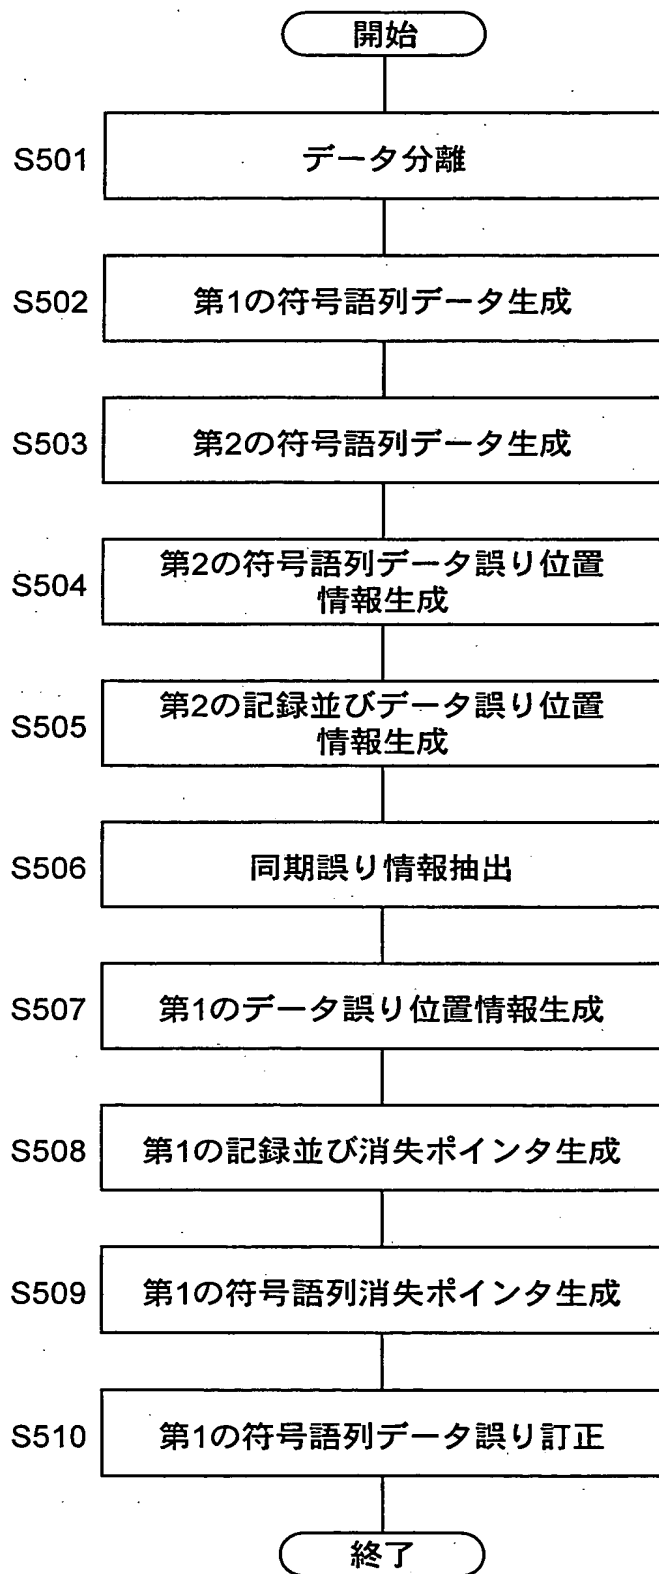 開始
S501 データ分離
S502 第1の符号語列データ生成
S503 第2の符号語列データ生成
S504 第2の符号語列データ誤り位置
情報生成
S505 第2の記録並びデータ誤り位置
情報生成
S506 同期誤り情報抽出
S507 第1のデータ誤り位置情報生成
S508 第1の記録並び消失ポインタ生成
S509 第1の符号語列消失ポインタ生成
S510 第1の符号語列データ誤り訂正
終了